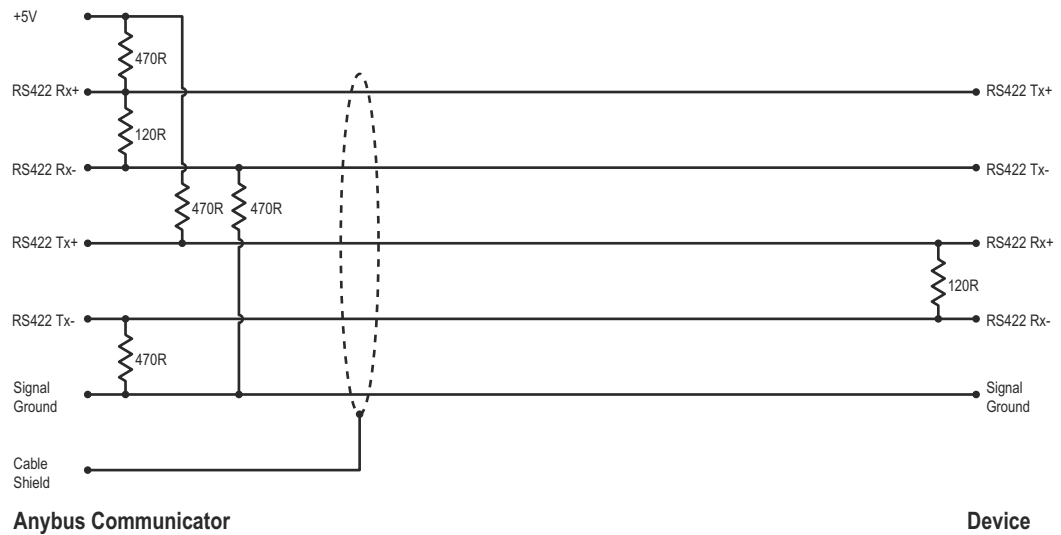 +5V
470R
RS422 Rx+
RS422 Tx+
120R
RS422 Rx-
RS422 Tx-
470R
470R
RS422 Tx+
RS422 Rx+
120R
RS422 Tx-
RS422 Rx-
470R
Signal
Ground
Signal
Ground
Cable
Shield
Anybus Communicator
Device